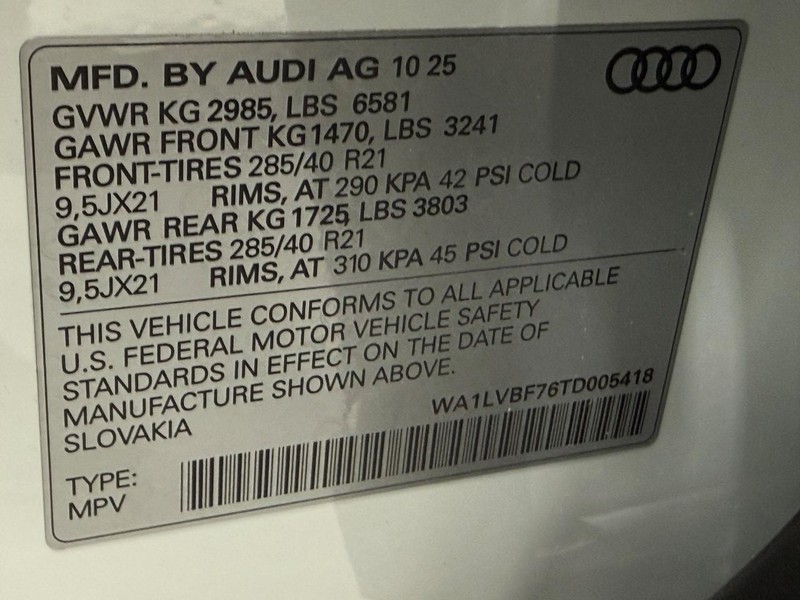 MFD. BY AUDI AG 10 25
GVWR KG 2985, LBS 6581
GAWR FRONT KG 1470, LBS 3241
FRONT-TIRES 285/40 R21
9,5JX21 RIMS, AT 290 KPA 42 PSI COLD
GAWR REAR KG 1725, LBS 3803
REAR-TIRES 285/40 R21
9,5JX21 RIMS, AT 310 KPA 45 PSI COLD
THIS VEHICLE CONFORMS TO ALL APPLICABLE
U.S. FEDERAL MOTOR VEHICLE SAFETY
STANDARDS IN EFFECT ON THE DATE OF
MANUFACTURE SHOWN ABOVE.
SLOVAKIA
WA1LVBF76TD005418
TYPE:
MPV